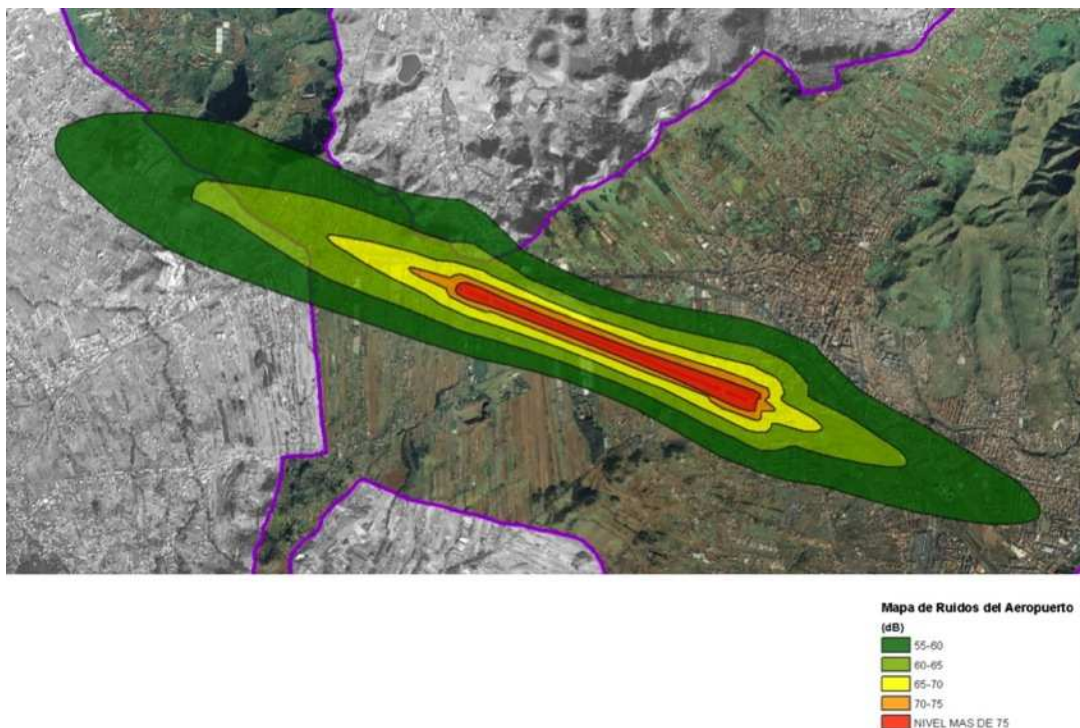 Mapa de Ruidos del Aeropuerto
(dB)
55-60
60-65
65-70
70-75
NIVEL MAS DE 75